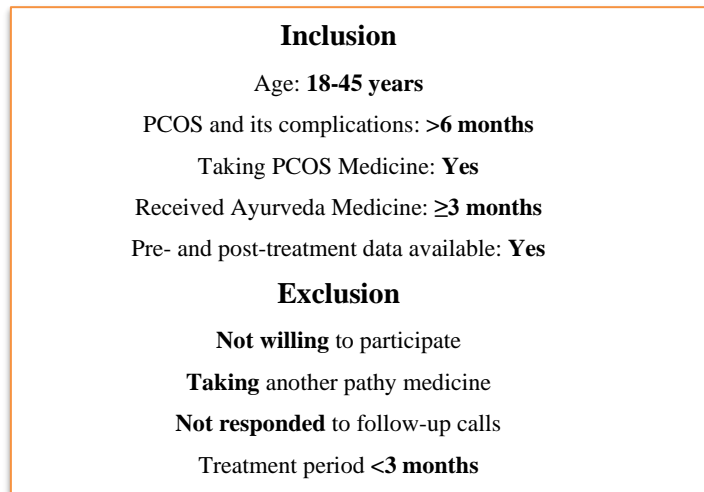 Inclusion
Age: 18-45 years
PCOS and its complications: >6 months
Taking PCOS Medicine: Yes
Received Ayurveda Medicine: ≥3 months
Pre- and post-treatment data available: Yes
Exclusion
Not willing to participate
Taking another pathy medicine
Not responded to follow-up calls
Treatment period <3 months